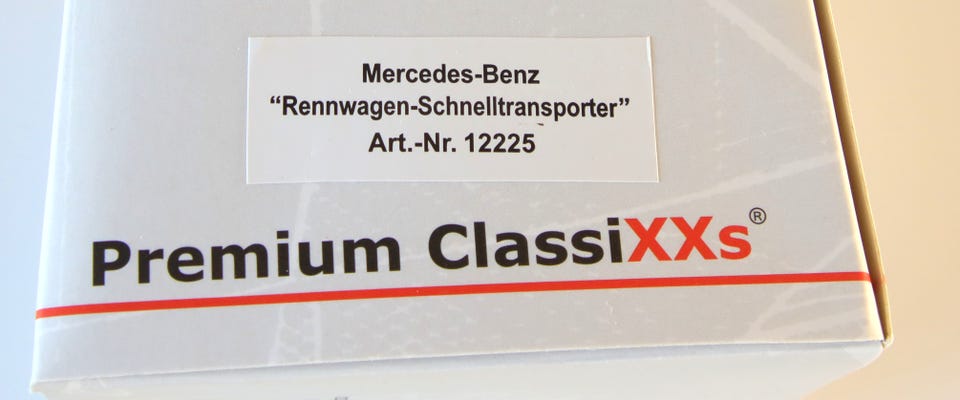 Mercedes-Benz
“Rennwagen-Schnelltransporter”
Art.-Nr. 12225
Premium ClassiXXs®